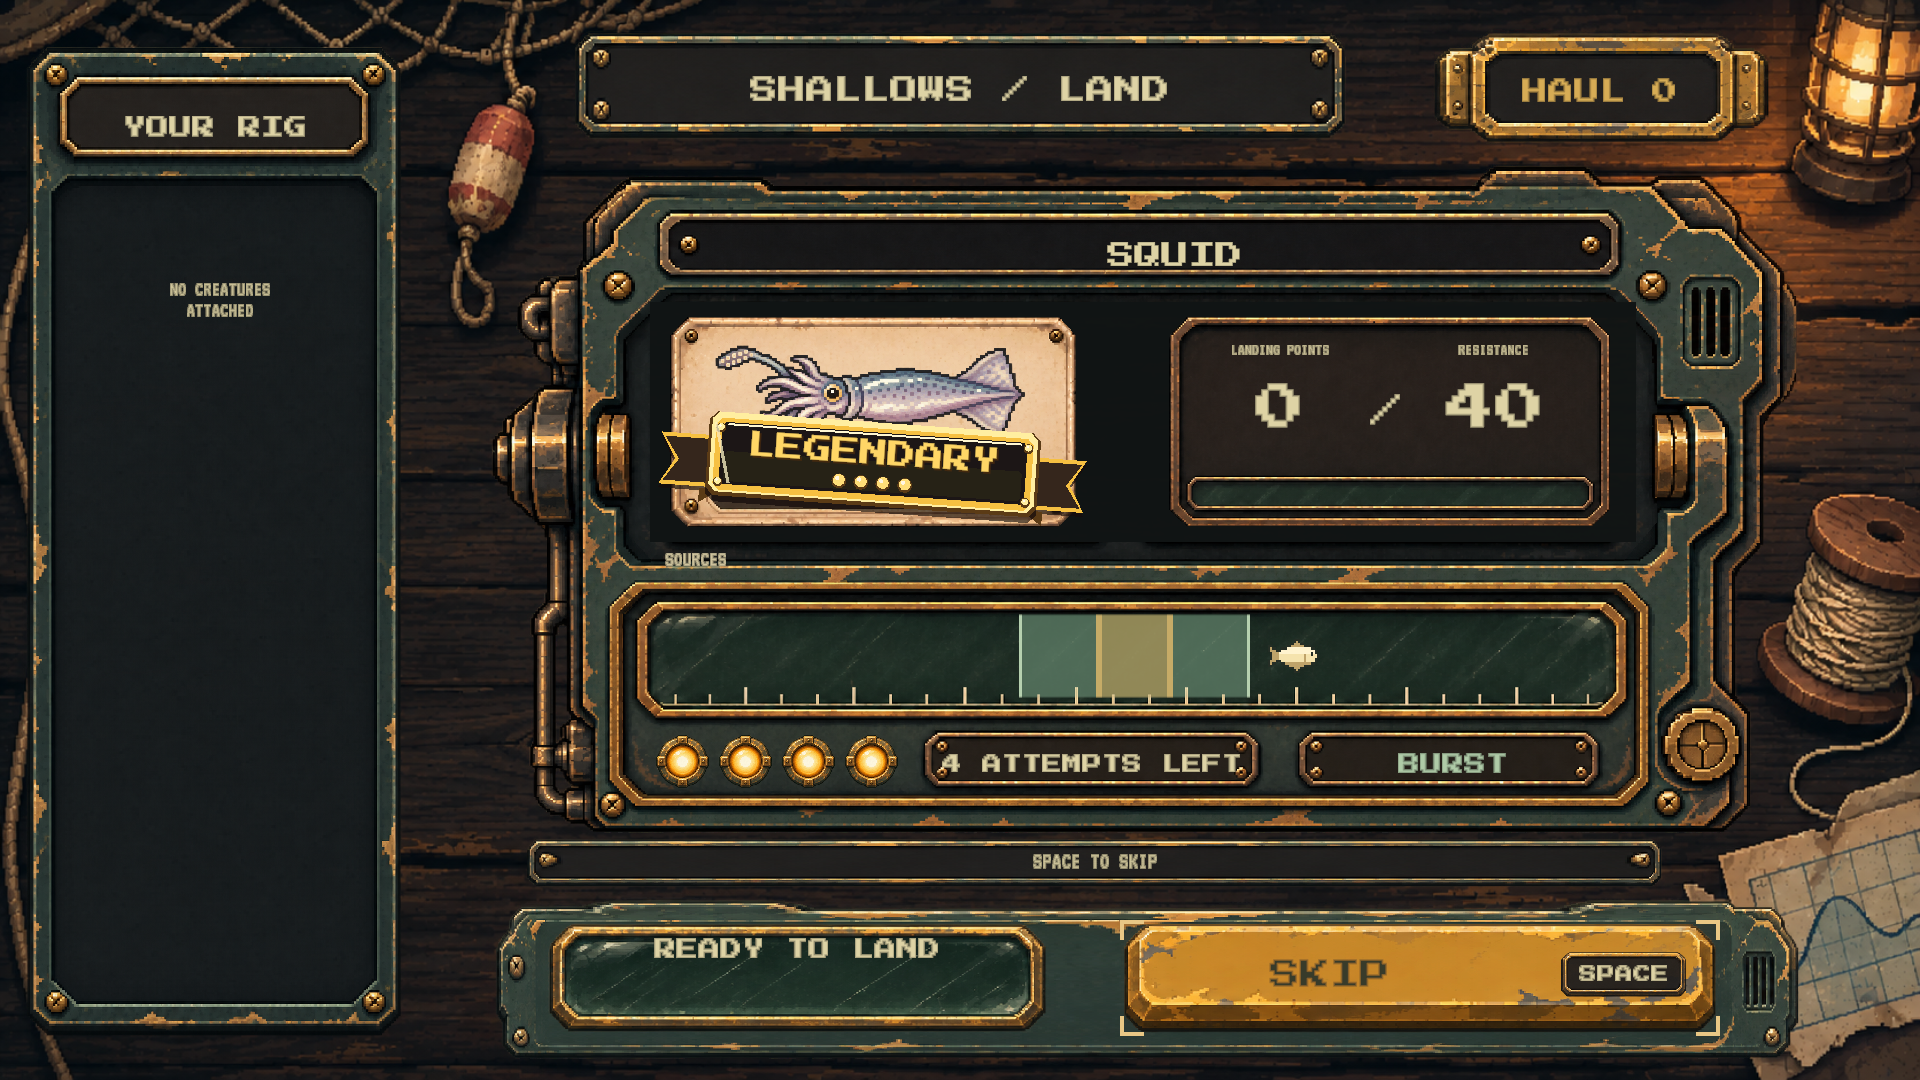 YOUR RIG
NO CREATURES
ATTACHED
SHALLOWS / LAND
HAUL 0
SQUID
LEGENDARY
LANDING POINTS
RESISTANCE
0 / 40
SOURCES
4 ATTEMPTS LEFT
BURST
SPACE TO SKIP
READY TO LAND
SKIP
SPACE